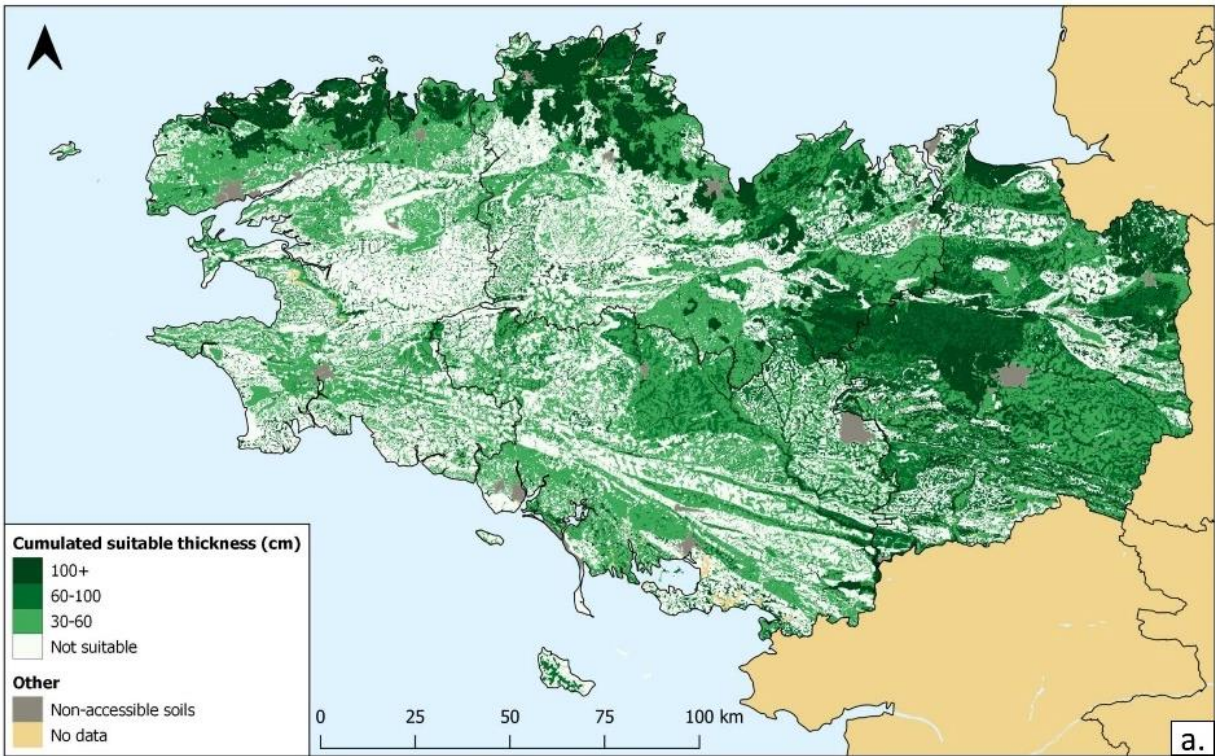 Cumulated suitable thickness (cm)
100+
60-100
30-60
Not suitable
Other
Non-accessible soils
No data
0 25 50 75 100 km
a.